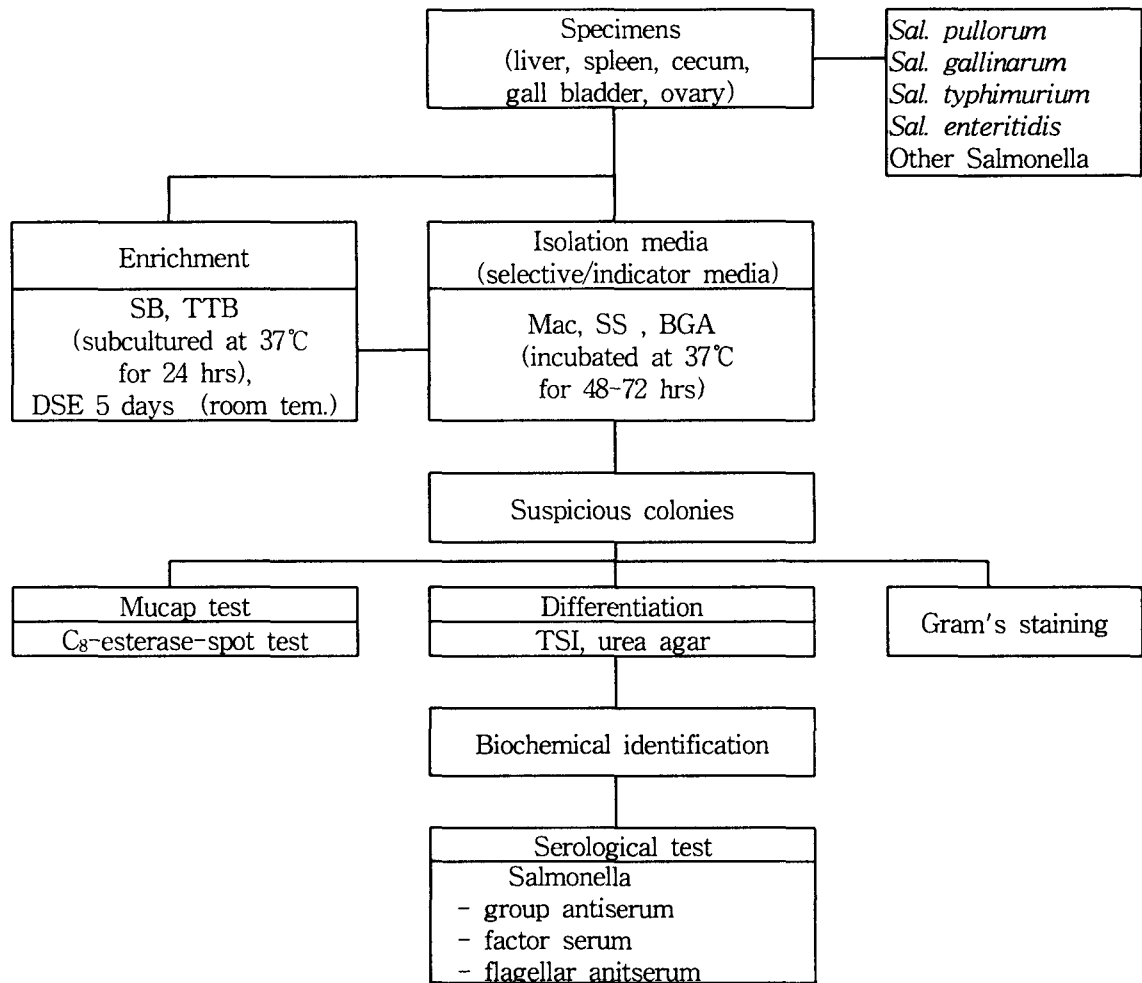 Specimens
(liver, spleen, cecum,
gall bladder, ovary)
Sal. pullorum
Sal. gallinarum
Sal. typhimurium
Sal. enteritidis
Other Salmonella
Enrichment
SB, TTB
(subcultured at 37℃
for 24 hrs),
DSE 5 days (room tem.)
Isolation media
(selective/indicator media)
Mac, SS , BGA
(incubated at 37℃
for 48-72 hrs)
Suspicious colonies
Mucap test
C₈-esterase-spot test
Differentiation
TSI, urea agar
Gram's staining
Biochemical identification
Serological test
Salmonella
- group antiserum
- factor serum
- flagellar anitserum